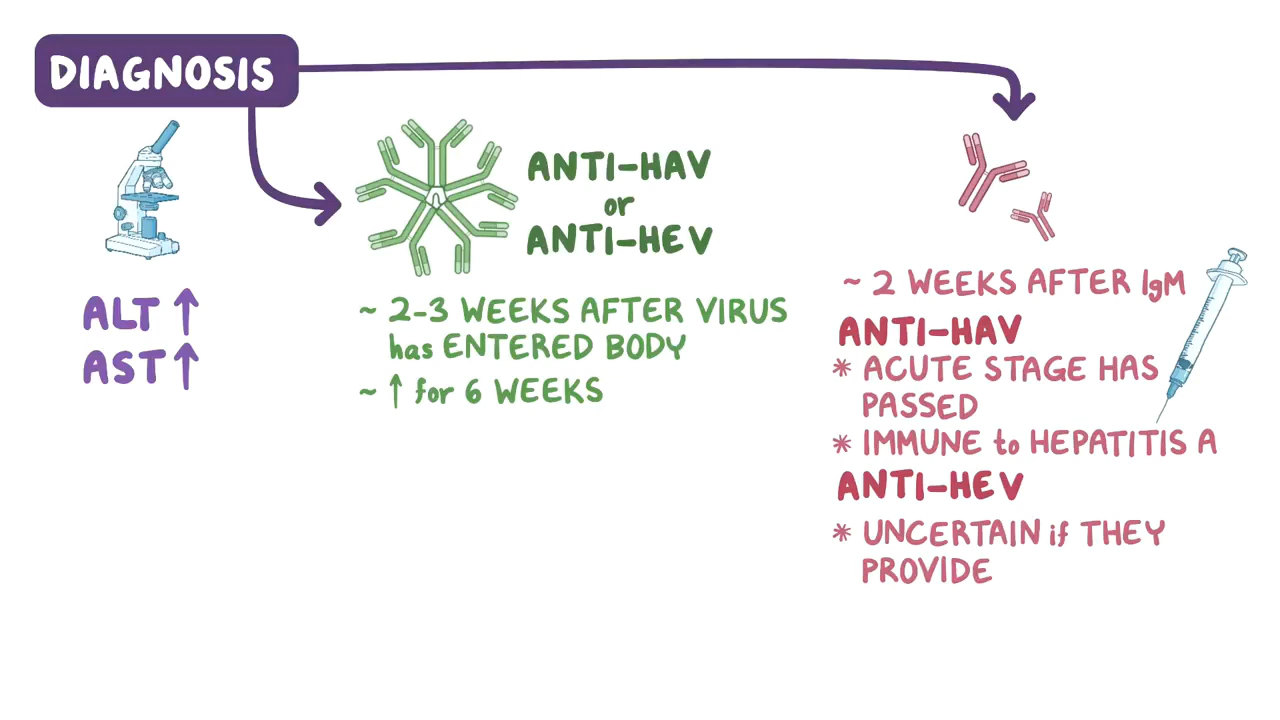 DIAGNOSIS
ALT ↑
AST ↑
ANTI-HAV
or
ANTI-HEV
~ 2-3 WEEKS AFTER VIRUS
has ENTERED BODY
~ ↑ for 6 WEEKS
~ 2 WEEKS AFTER IgM
ANTI-HAV
* ACUTE STAGE HAS
PASSED
* IMMUNE to HEPATITIS A
ANTI-HEV
* UNCERTAIN if THEY
PROVIDE